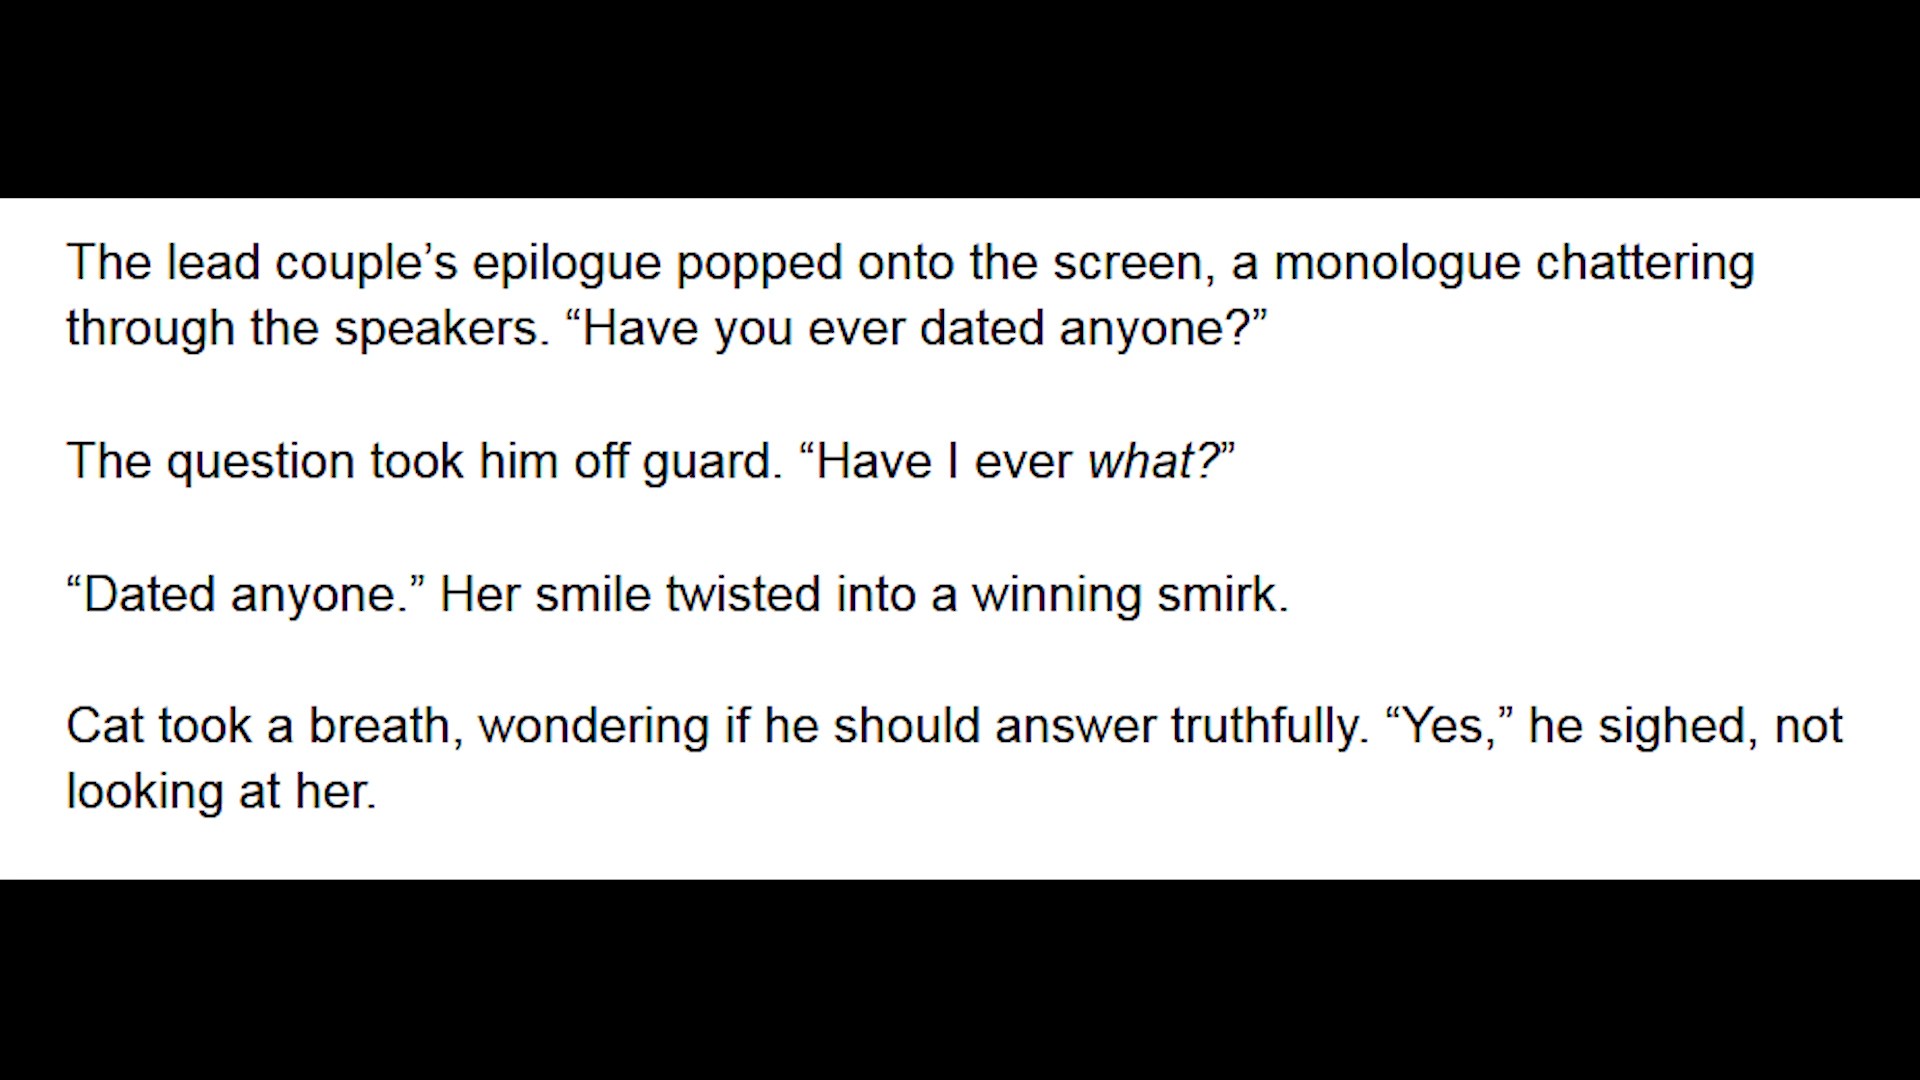 The lead couple’s epilogue popped onto the screen, a monologue chattering
through the speakers. “Have you ever dated anyone?”
The question took him off guard. “Have I ever what?”
“Dated anyone.” Her smile twisted into a winning smirk.
Cat took a breath, wondering if he should answer truthfully. “Yes,” he sighed, not
looking at her.